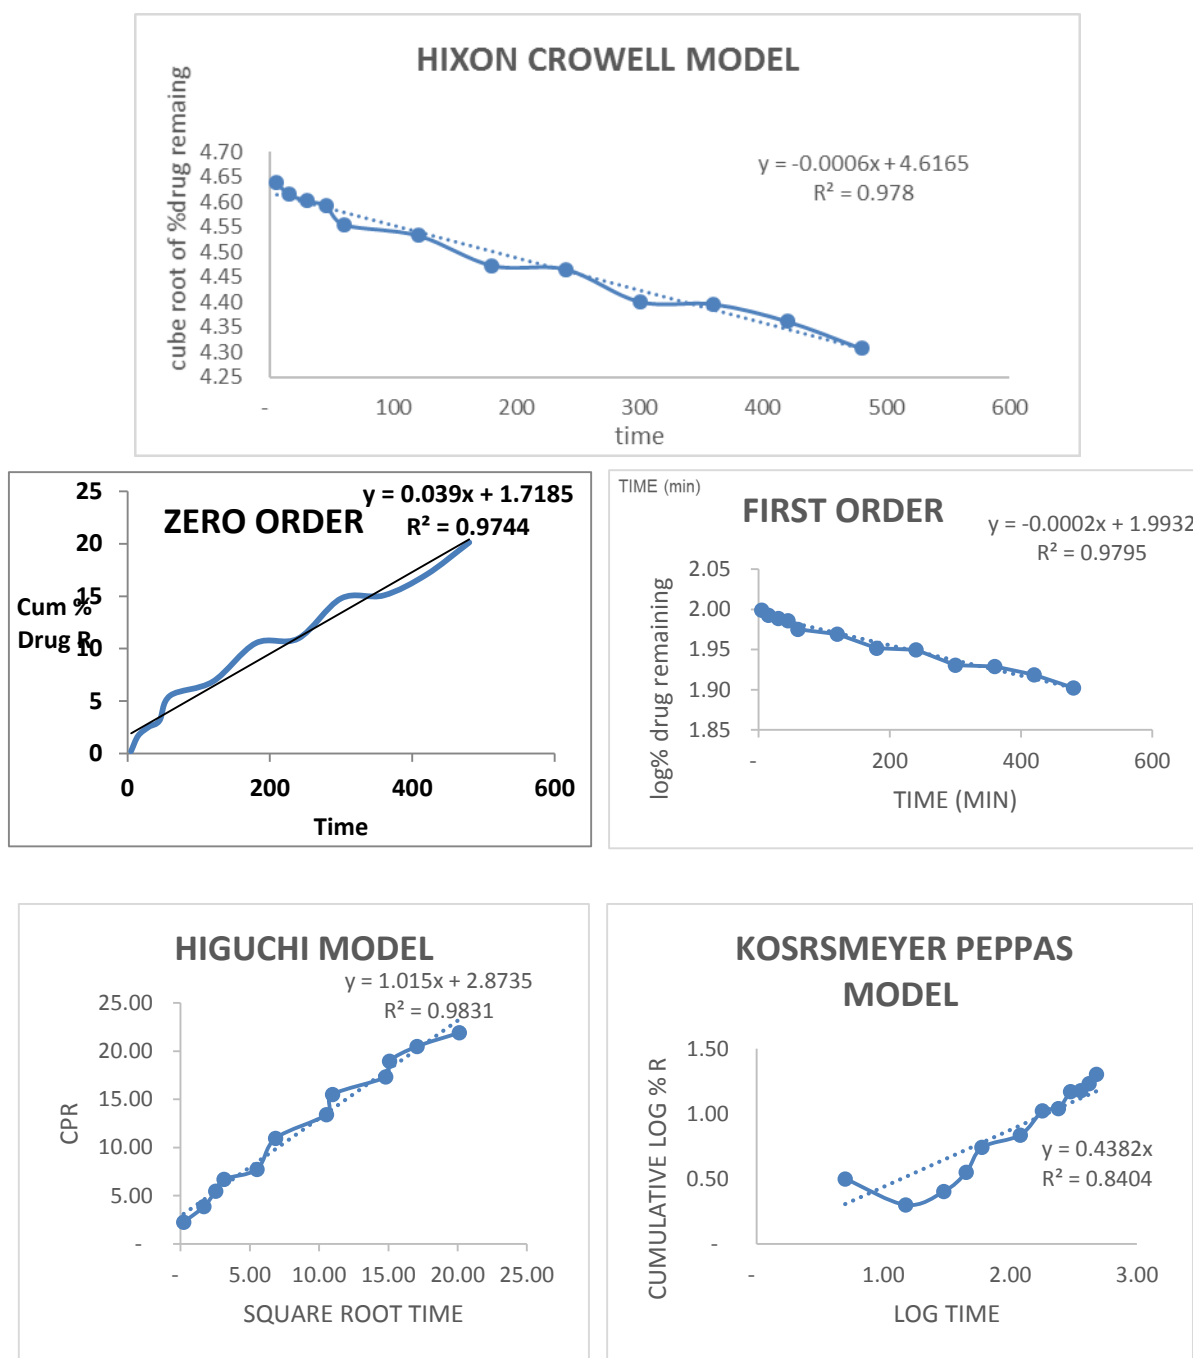 HIXON CROWELL MODEL
cube root of %drug remaing
4.70
4.65
4.60
4.55
4.50
4.45
4.40
4.35
4.30
4.25
y = -0.0006x + 4.6165
R² = 0.978
- 100 200 300 400 500 600
time
ZERO ORDER
y = 0.039x + 1.7185
R² = 0.9744
Cum %
Drug R
25
20
15
10
5
0
0 200 400 600
Time
TIME (min)
FIRST ORDER
y = -0.0002x + 1.9932
R² = 0.9795
log% drug remaining
2.05
2.00
1.95
1.90
1.85
- 200 400 600
TIME (MIN)
HIGUCHI MODEL
y = 1.015x + 2.8735
R² = 0.9831
CPR
25.00
20.00
15.00
10.00
5.00
-
- 5.00 10.00 15.00 20.00 25.00
SQUARE ROOT TIME
KOSRSMEYER PEPPAS
MODEL
CUMULATIVE LOG % R
1.50
1.00
0.50
-
y = 0.4382x
R² = 0.8404
- 1.00 2.00 3.00
LOG TIME